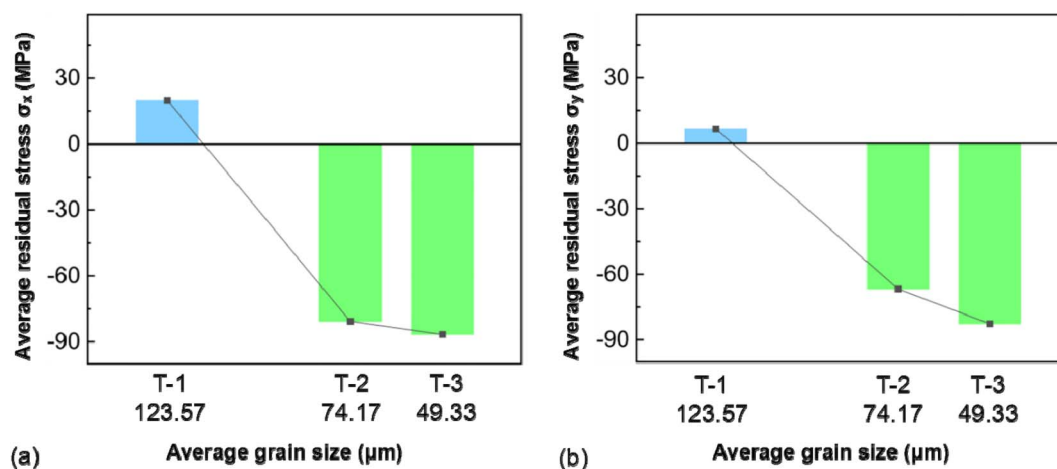 Average residual stress σx (MPa)
30
0
-30
-60
-90
T-1 T-2 T-3
123.57 74.17 49.33
(a) Average grain size (μm)
Average residual stress σy (MPa)
30
0
-30
-60
-90
T-1 T-2 T-3
123.57 74.17 49.33
(b) Average grain size (μm)